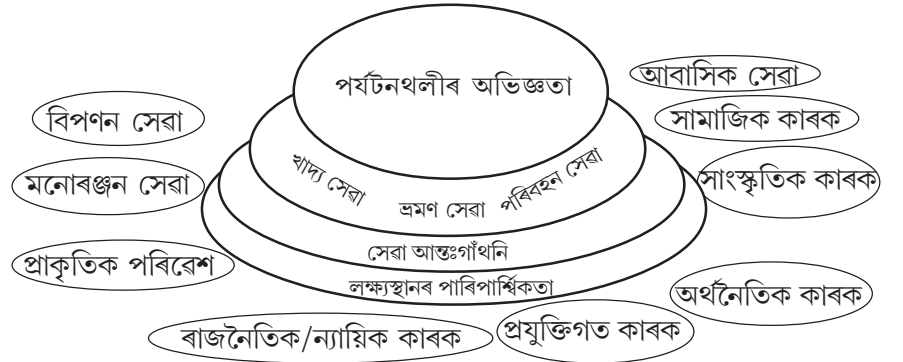 পৰ্যটনথলীৰ অভিজ্ঞতা
আবাসিক সেৱা
বিপণন সেৱা
সামাজিক কাৰক
খাদ্য সেৱা
ভ্ৰমণ সেৱা
পৰিবহন সেৱা
মনোৰঞ্জন সেৱা
সাংস্কৃতিক কাৰক
সেৱা আন্তঃগাঁথনি
প্ৰাকৃতিক পৰিৱেশ
লক্ষ্যস্থানৰ পাৰিপাৰ্শ্বিকতা
অৰ্থনৈতিক কাৰক
ৰাজনৈতিক/ন্যায়িক কাৰক
প্ৰযুক্তিগত কাৰক